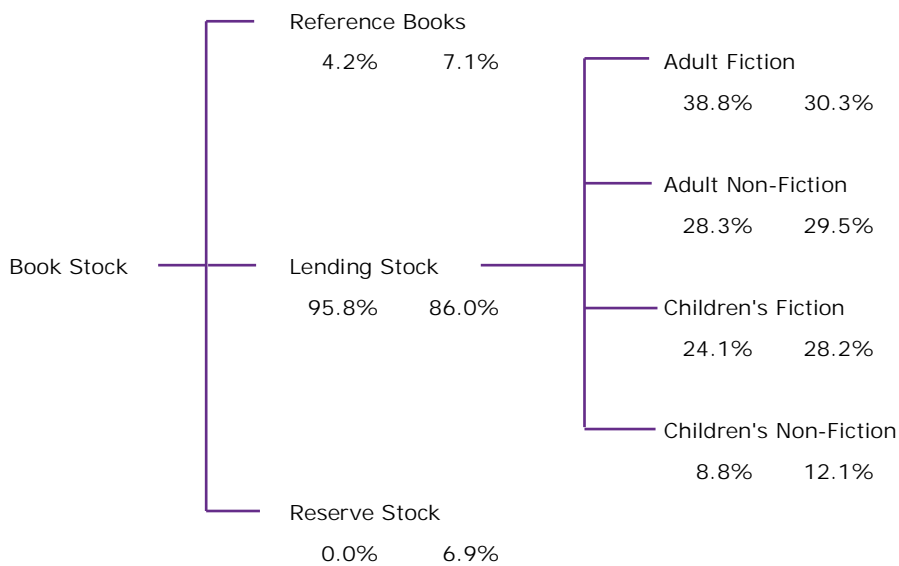 Reference Books
4.2% 7.1%
Adult Fiction
38.8% 30.3%
Adult Non-Fiction
28.3% 29.5%
Book Stock
Lending Stock
95.8% 86.0%
Children's Fiction
24.1% 28.2%
Children's Non-Fiction
8.8% 12.1%
Reserve Stock
0.0% 6.9%